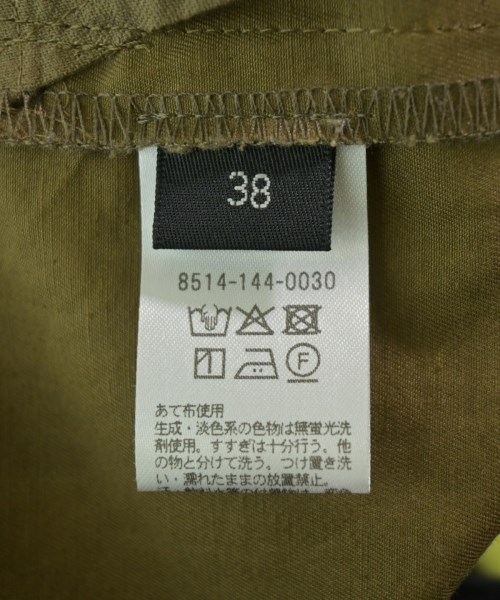 38
8514-144-0030
F
あて布使用
生成・淡色系の色物は無蛍光洗
剤使用。すすぎは十分行う。他
の物と分けて洗う。つけ置き洗
い・濡れたままの放置禁止。